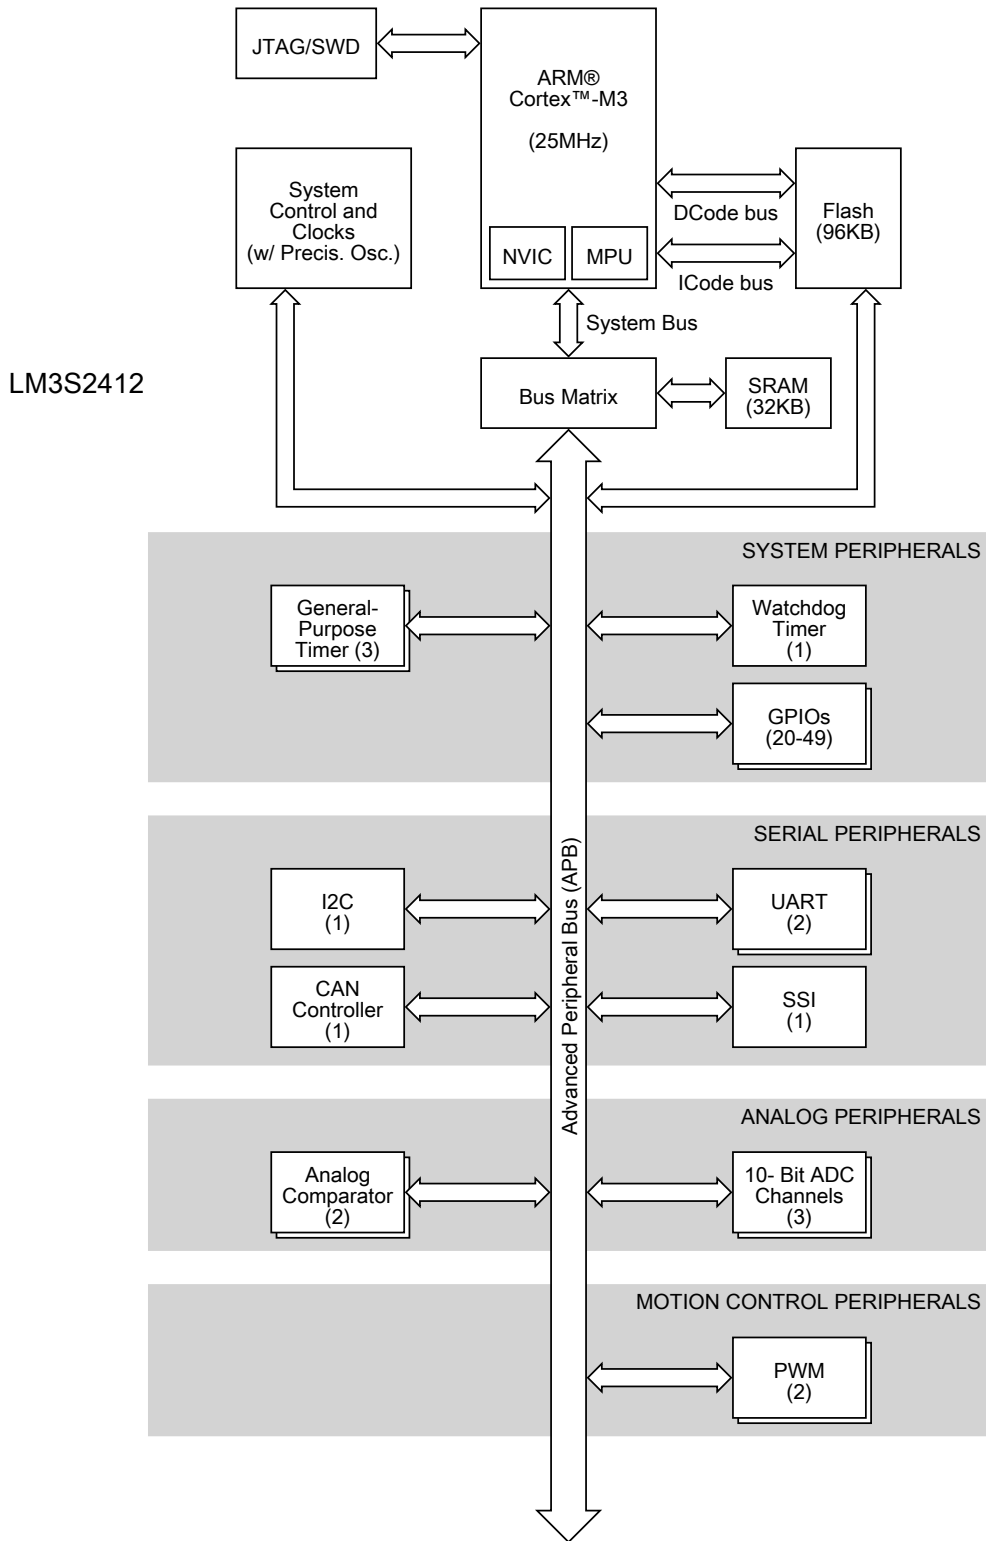 JTAG/SWD
ARM®
Cortex™-M3
(25MHz)
System
Control and
Clocks
(w/ Precis. Osc.)
DCode bus
Flash
(96KB)
NVIC
MPU
ICode bus
System Bus
LM3S2412
Bus Matrix
SRAM
(32KB)
SYSTEM PERIPHERALS
General-
Purpose
Timer (3)
Watchdog
Timer
(1)
GPIOs
(20-49)
Advanced Peripheral Bus (APB)
SERIAL PERIPHERALS
I2C
(1)
UART
(2)
CAN
Controller
(1)
SSI
(1)
ANALOG PERIPHERALS
Analog
Comparator
(2)
10- Bit ADC
Channels
(3)
MOTION CONTROL PERIPHERALS
PWM
(2)